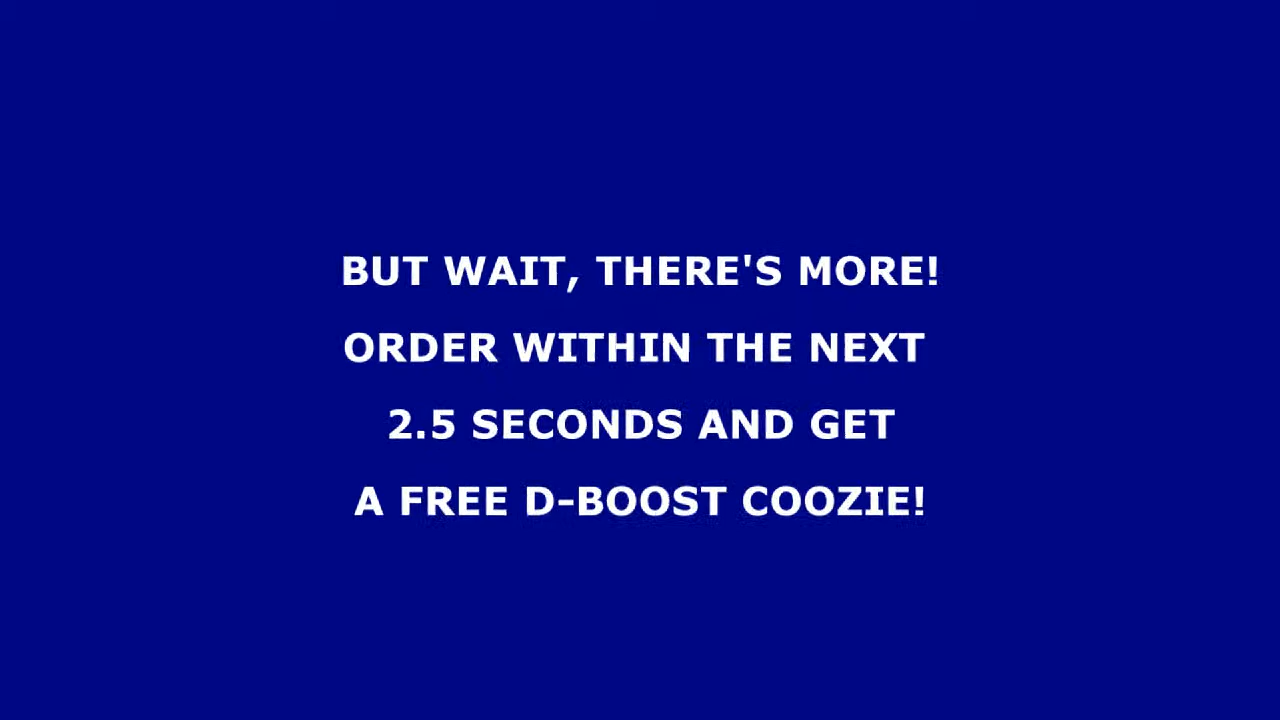 BUT WAIT, THERE'S MORE!
ORDER WITHIN THE NEXT
2.5 SECONDS AND GET
A FREE D-BOOST COOZIE!